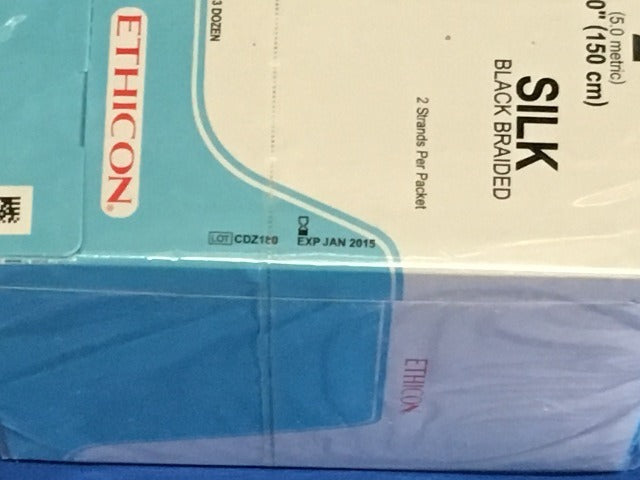 ETHICON
3 DOZEN
(5.0 metric)
0" (150 cm)
SILK
BLACK BRAIDED
2 Strands Per Packet
LOT CDZ180
EXP JAN 2015
ETHICON